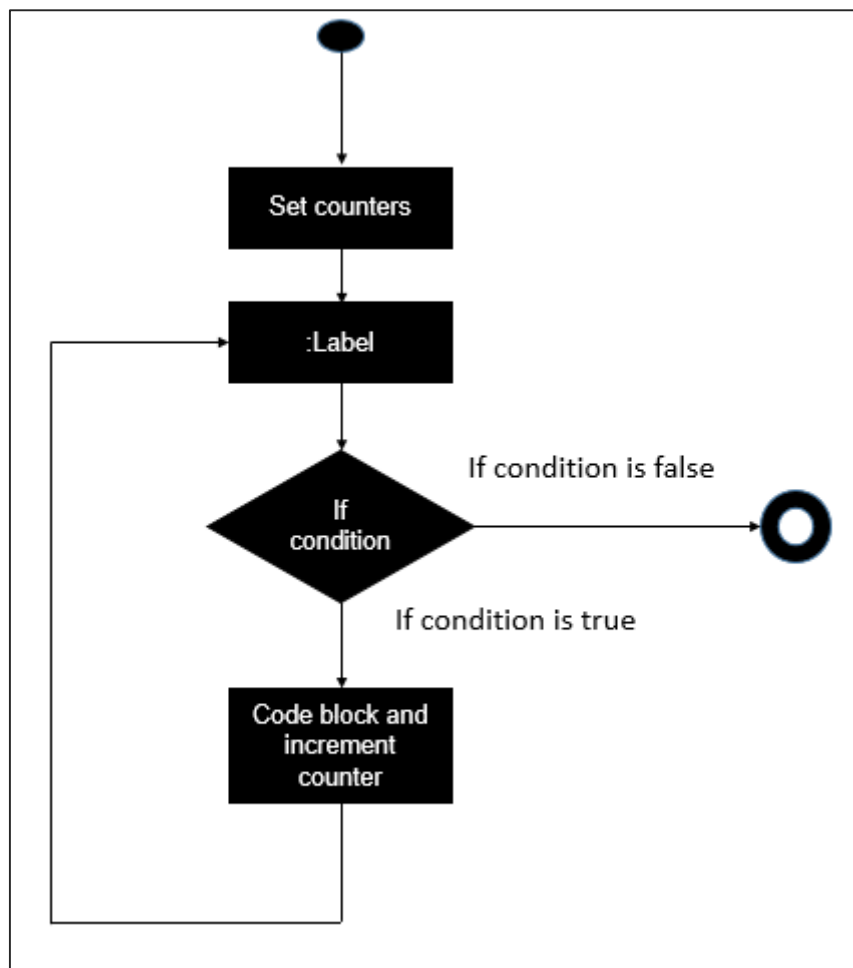 Set counters
:Label
If
condition
If condition is false
If condition is true
Code block and
increment
counter